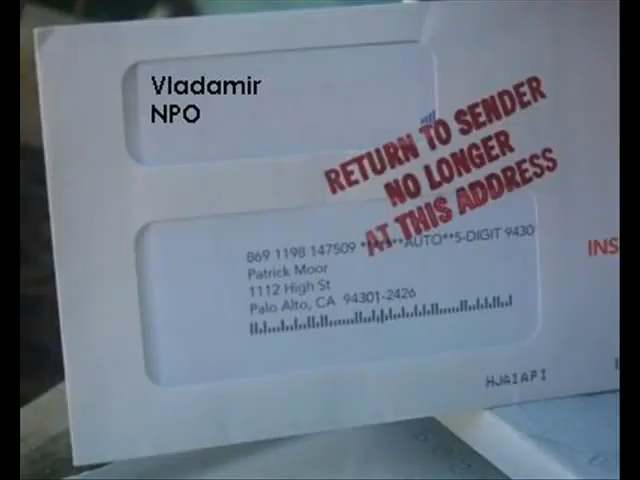 Vladamir
NPO
RETURN TO SENDER
NO LONGER
AT THIS ADDRESS
869 1198 147509 *****AUTO**5-DIGIT 9430
Patrick Moor
1112 High St
Palo Alto, CA 94301-2426
INS
HJAIAPI